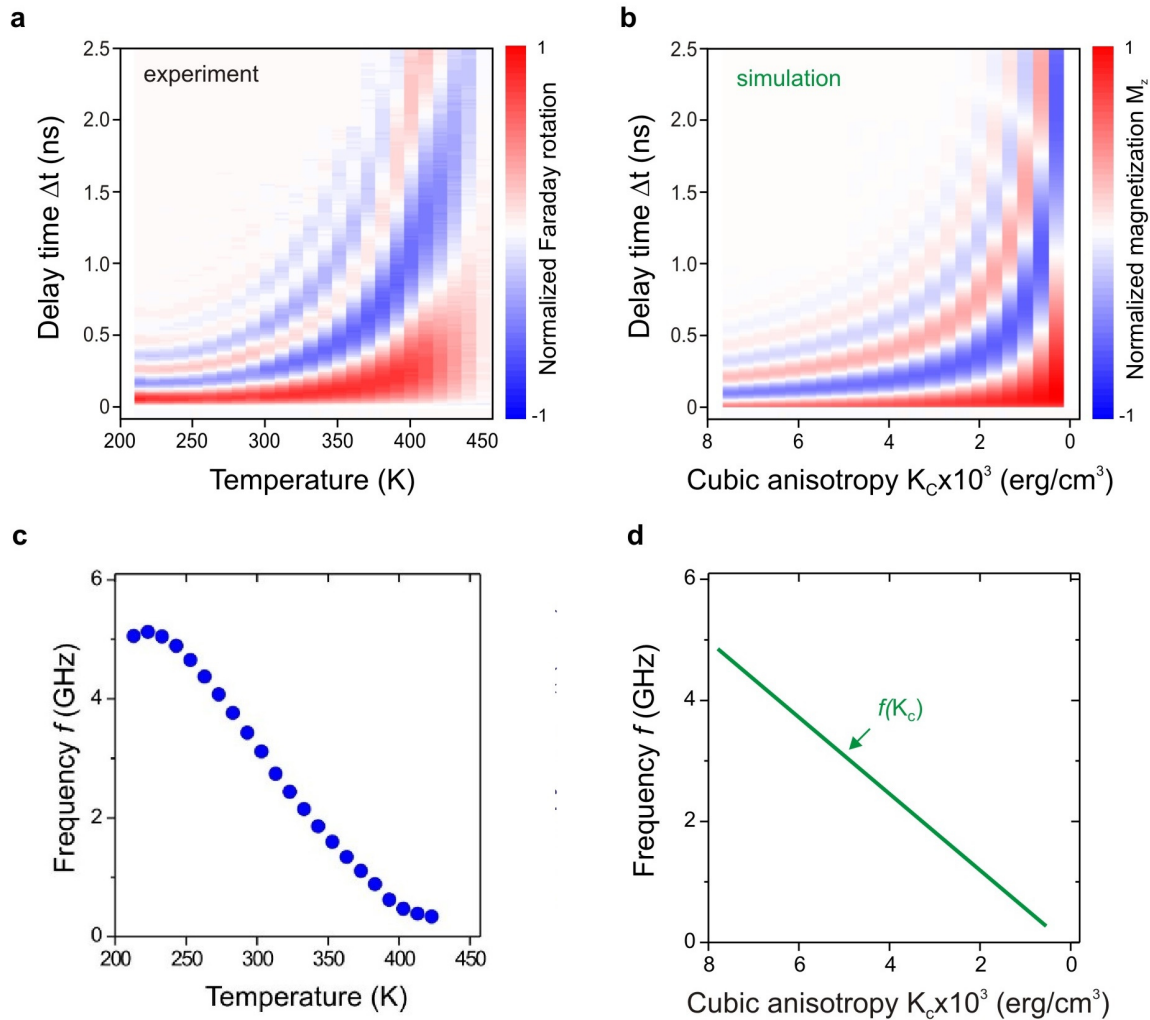 a
experiment
2.5
2.0
1.5
1.0
0.5
0
200
250
300
350
400
450
Delay time Δt (ns)
Temperature (K)
1
-1
Normalized Faraday rotation
b
simulation
2.5
2.0
1.5
1.0
0.5
0
8
6
4
2
0
Delay time Δt (ns)
Cubic anisotropy K_Cx10³ (erg/cm³)
1
-1
Normalized magnetization M_z
c
6
4
2
0
200
250
300
350
400
450
Frequency f (GHz)
Temperature (K)
d
6
4
2
0
8
6
4
2
0
f(K_c)
Frequency f (GHz)
Cubic anisotropy K_cx10³ (erg/cm³)